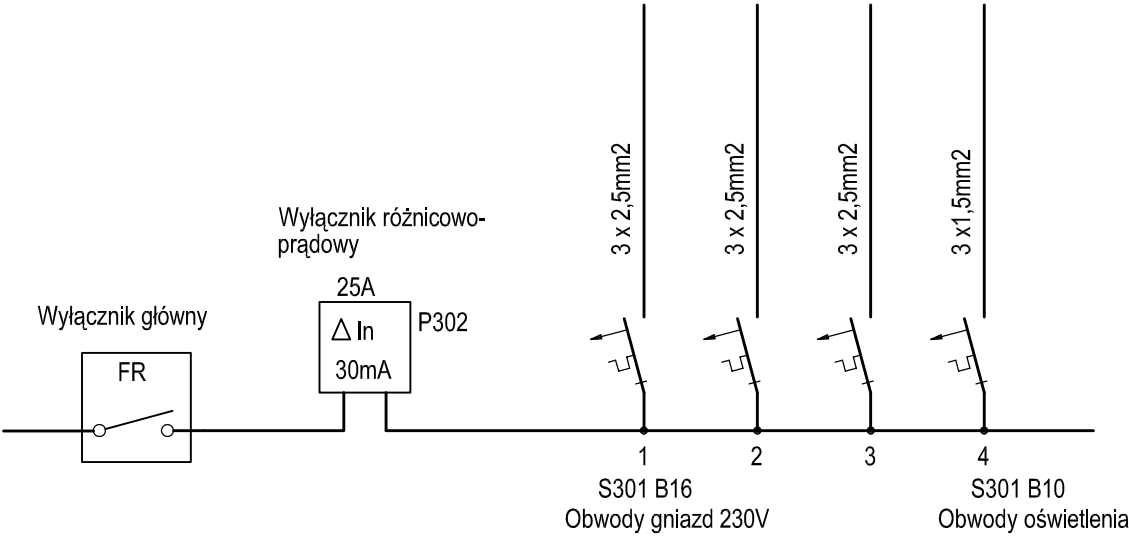 3 x 2,5mm2
3 x 2,5mm2
3 x 2,5mm2
3 x1,5mm2
Wyłącznik różnicowo-
prądowy
25A
Wyłącznik główny
P302
Δ In
FR
30mA
1
2
3
4
S301 B16
S301 B10
Obwody gniazd 230V
Obwody oświetlenia